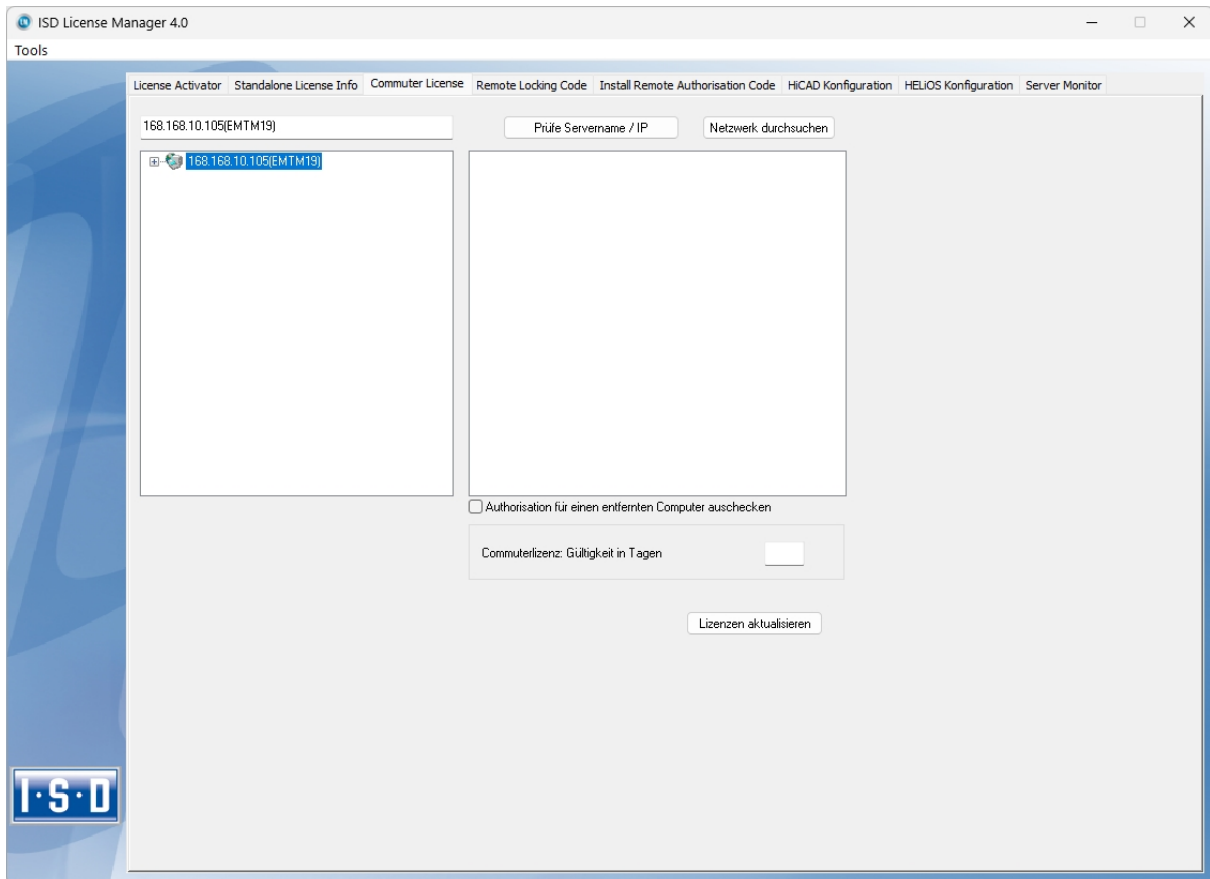 ISD License Manager 4.0
Tools
License Activator Standalone License Info Commuter License Remote Locking Code Install Remote Authorisation Code HiCAD Konfiguration HELiOS Konfiguration Server Monitor
168.168.10.105(EMTM19) Prüfe Servername / IP Netzwerk durchsuchen
168.168.10.105(EMTM19)
Authorisation für einen entfernten Computer auschecken
Commuterlizenz: Gültigkeit in Tagen
Lizenzen aktualisieren
I·S·D